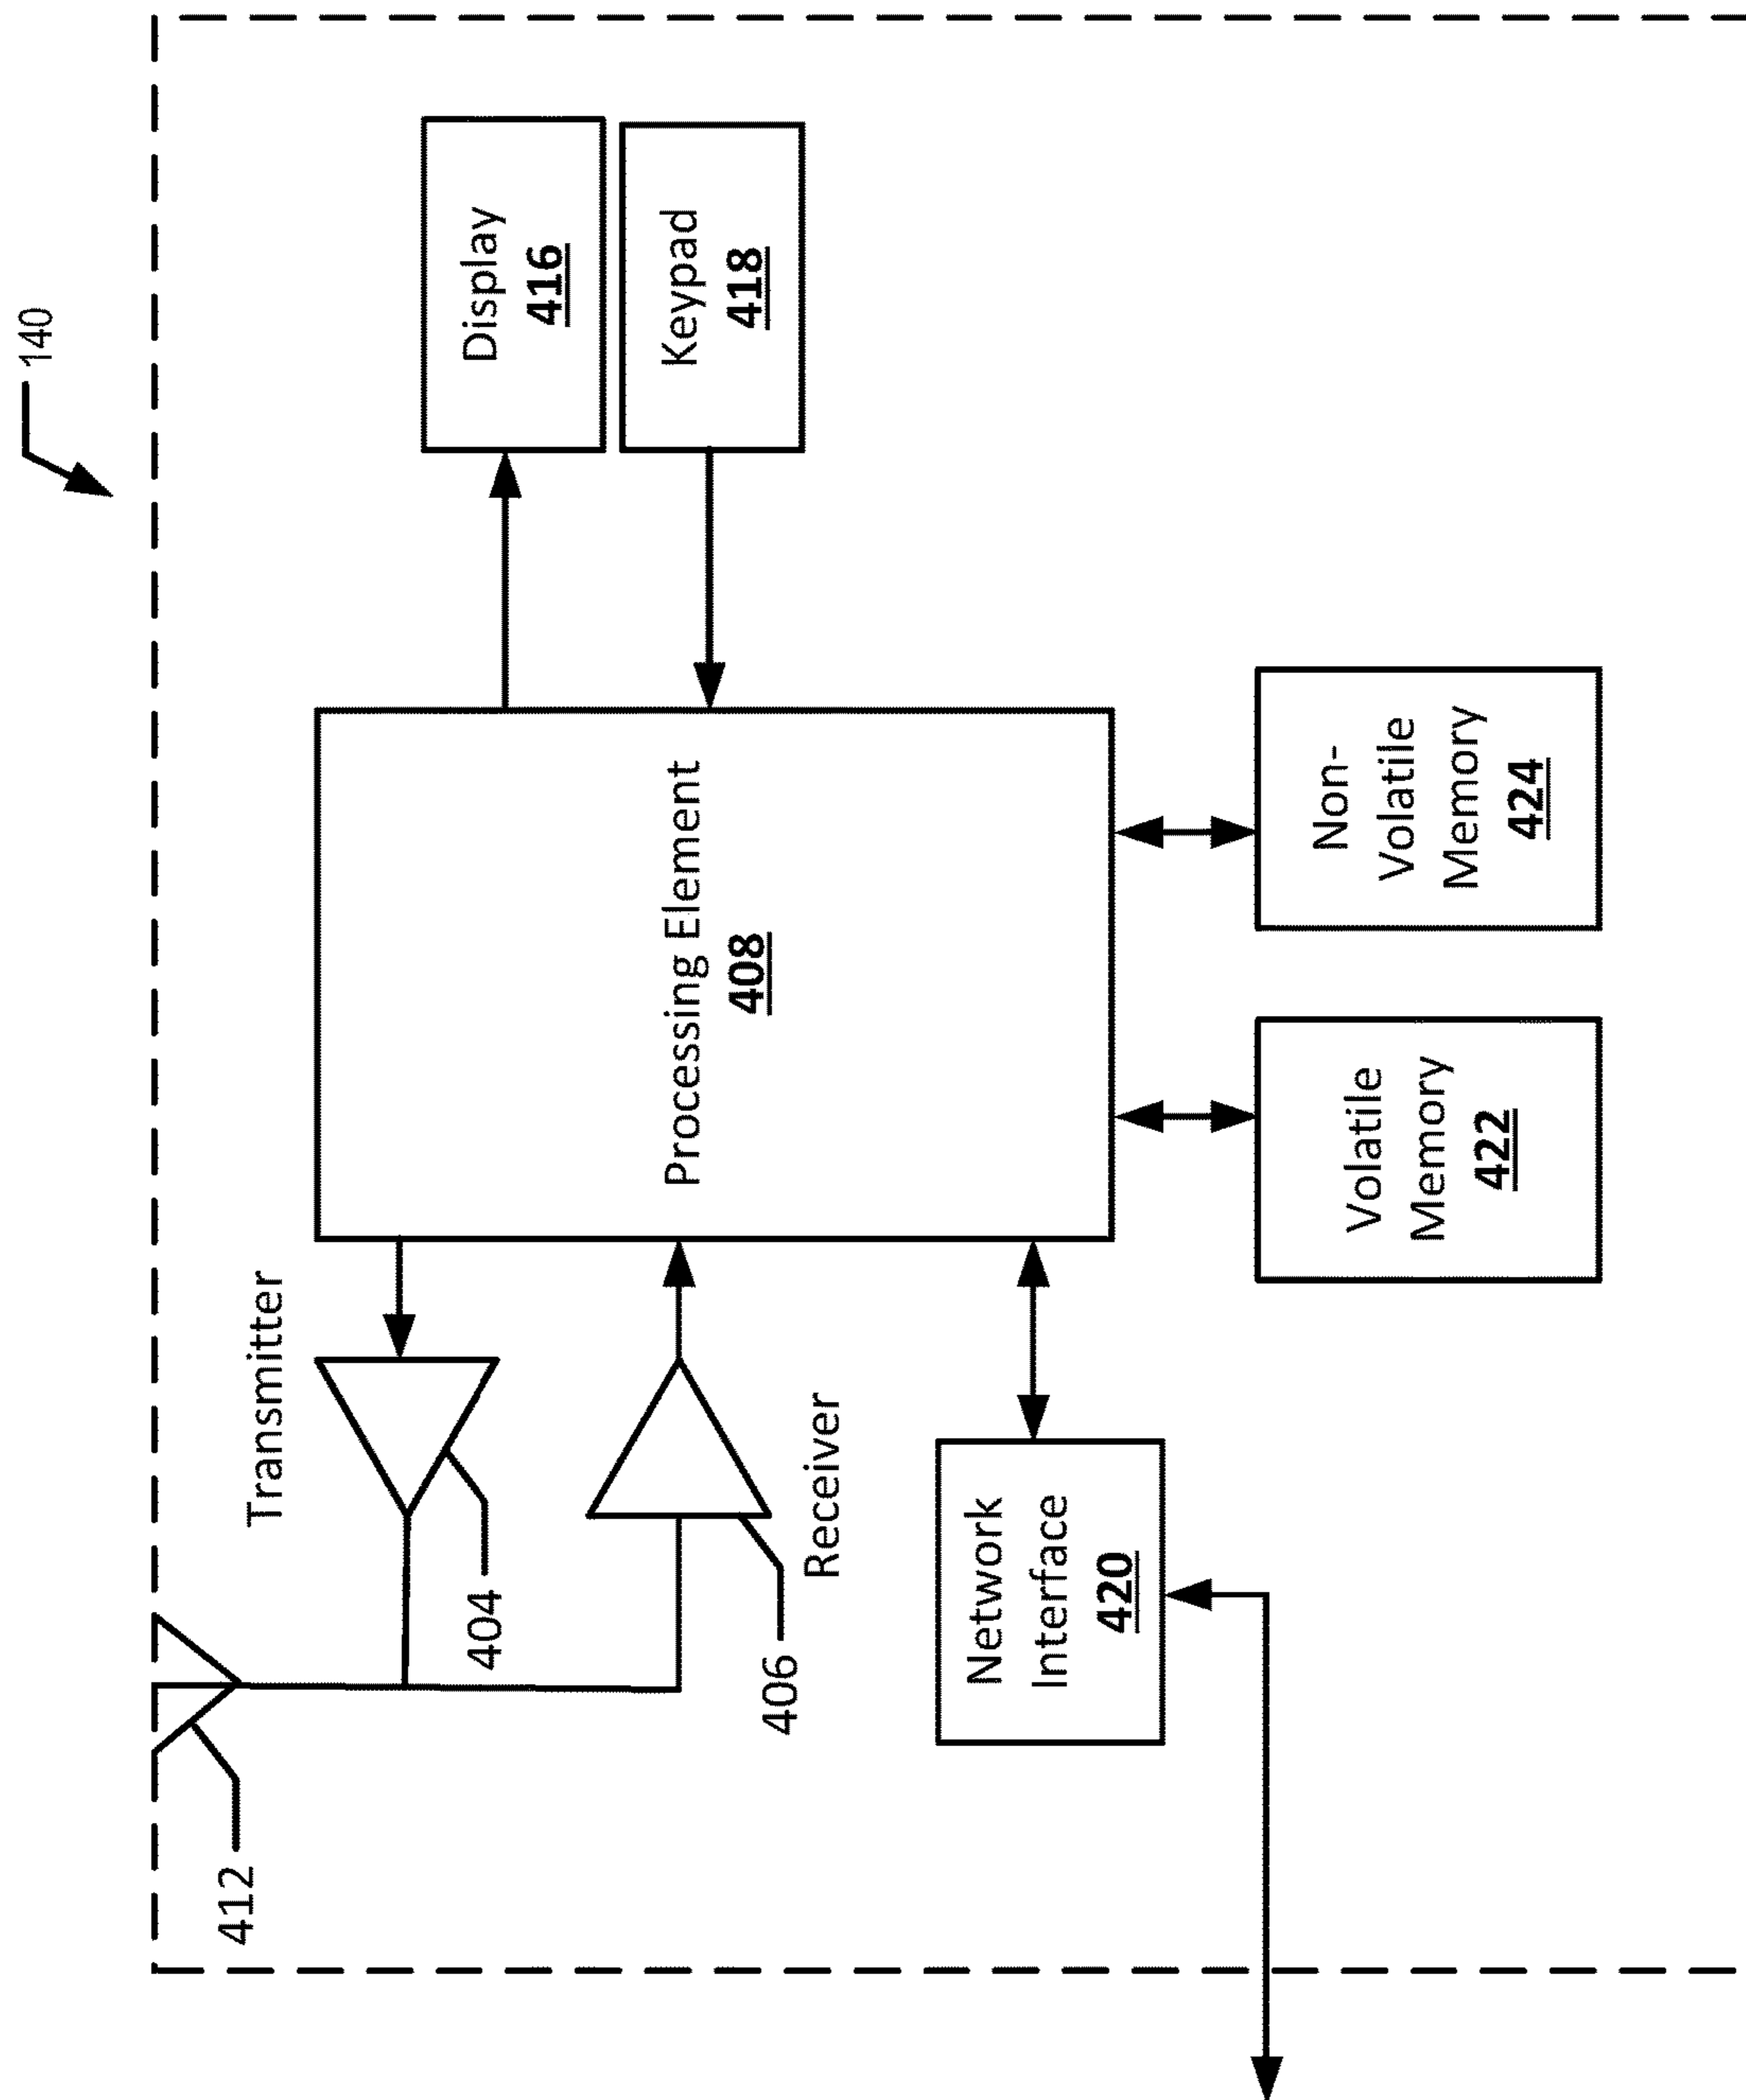 140
412
Transmitter
404
406
Receiver
Processing Element
408
Display
416
Keypad
418
Network
Interface
420
Volatile
Memory
422
Non-
Volatile
Memory
424